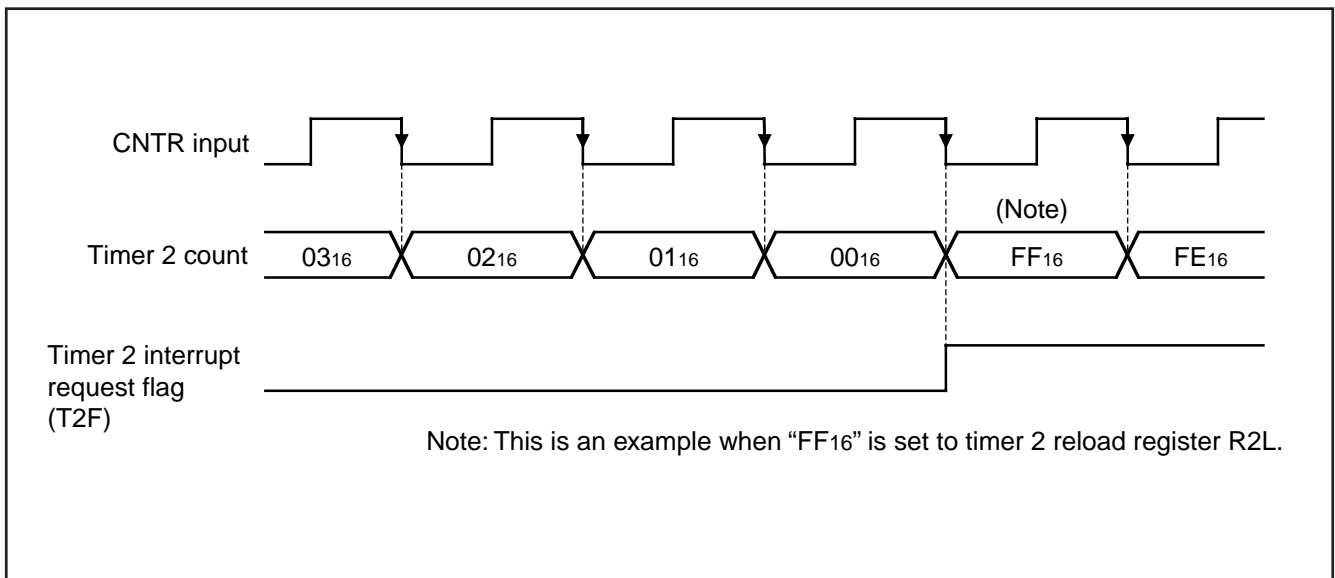 CNTR input
(Note)
Timer 2 count
03₁₆ 02₁₆ 01₁₆ 00₁₆ FF₁₆ FE₁₆
Timer 2 interrupt
request flag
(T2F)
Note: This is an example when “FF₁₆” is set to timer 2 reload register R2L.